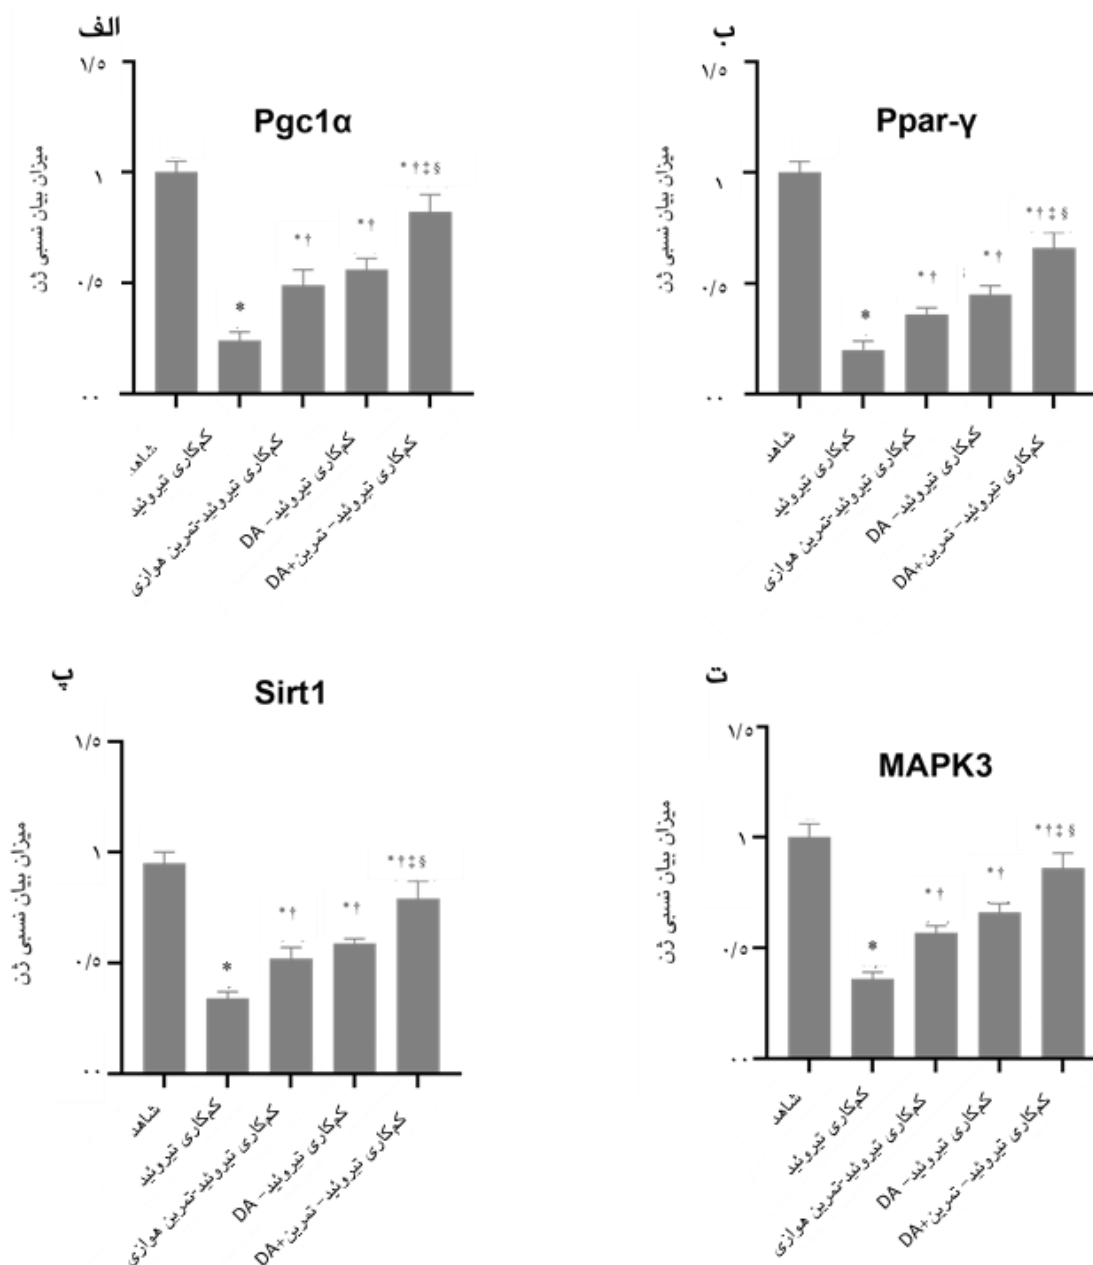 الف
Pgc1α
میزان بیان نسبی ژن
۱/۵
۱
۰/۵
۰۰
*
*†
*†
*†‡§
شاهد
کم‌کاری تیروئید
کم‌کاری تیروئید-تمرین هوازی
کم‌کاری تیروئید– DA
کم‌کاری تیروئید– تمرین+DA
ب
Ppar-γ
میزان بیان نسبی ژن
۱/۵
۱
۰/۵
۰۰
*
*†
*†
*†‡§
شاهد
کم‌کاری تیروئید
کم‌کاری تیروئید-تمرین هوازی
کم‌کاری تیروئید– DA
کم‌کاری تیروئید– تمرین+DA
Sirt1
میزان بیان نسبی ژن
۱/۵
۱
۰/۵
۰۰
*
*†
*†
*†‡§
شاهد
کم‌کاری تیروئید
کم‌کاری تیروئید-تمرین هوازی
کم‌کاری تیروئید– DA
کم‌کاری تیروئید– تمرین+DA
ت
MAPK3
میزان بیان نسبی ژن
۱/۵
۱
۰/۵
۰۰
*
*†
*†
*†‡§
شاهد
کم‌کاری تیروئید
کم‌کاری تیروئید-تمرین هوازی
کم‌کاری تیروئید– DA
کم‌کاری تیروئید– تمرین+DA